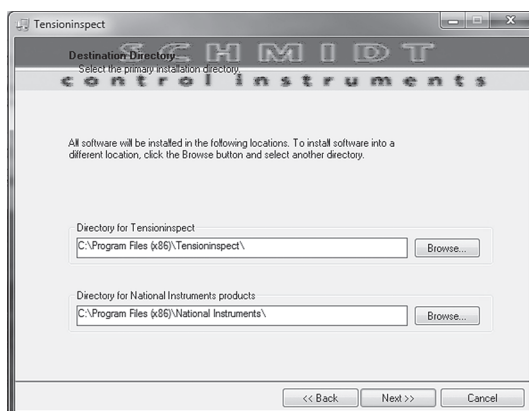 Tensioninspect
SCHMIDT
Destination Directory
Select the primary installation directory.
control instruments
All software will be installed in the following locations. To install software into a
different location, click the Browse button and select another directory.
Directory for Tensioninspect
C:\Program Files (x86)\Tensioninspect\
Browse...
Directory for National Instruments products
C:\Program Files (x86)\National Instruments\
Browse...
<< Back
Next >>
Cancel